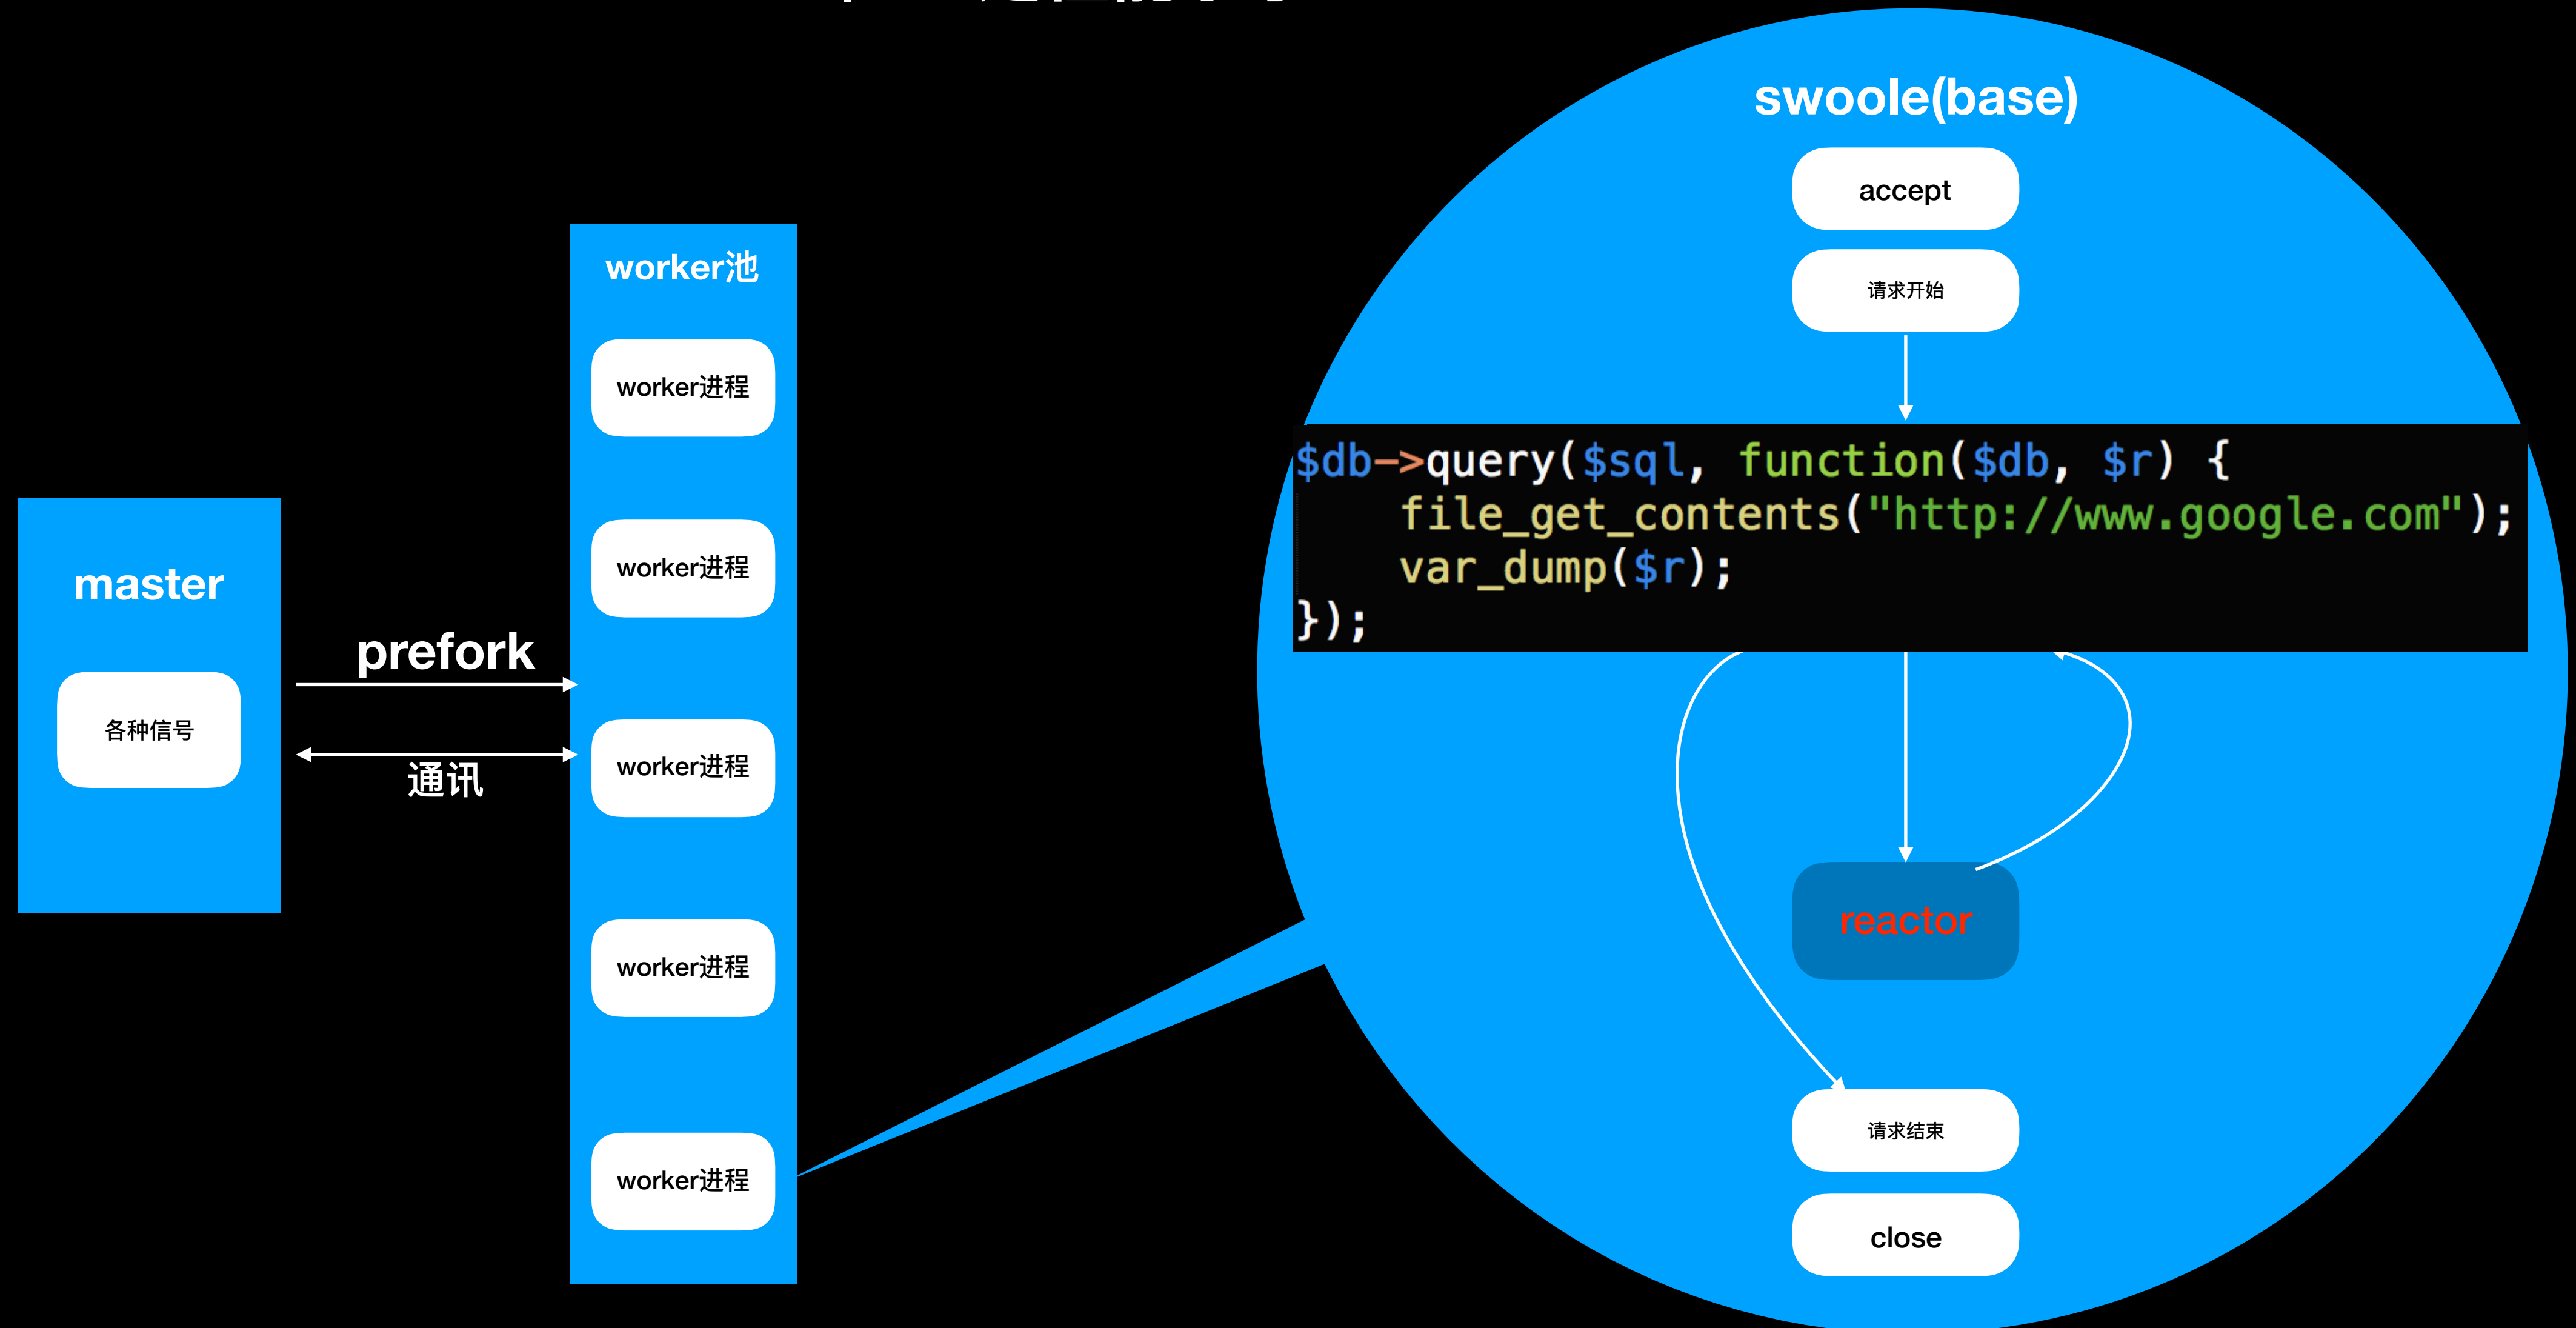 master
各种信号
prefork
通讯
worker池
worker进程
worker进程
worker进程
worker进程
worker进程
swoole(base)
accept
请求开始
$db->query($sql, function($db, $r) {
    file_get_contents("http://www.google.com");
    var_dump($r);
});
reactor
请求结束
close